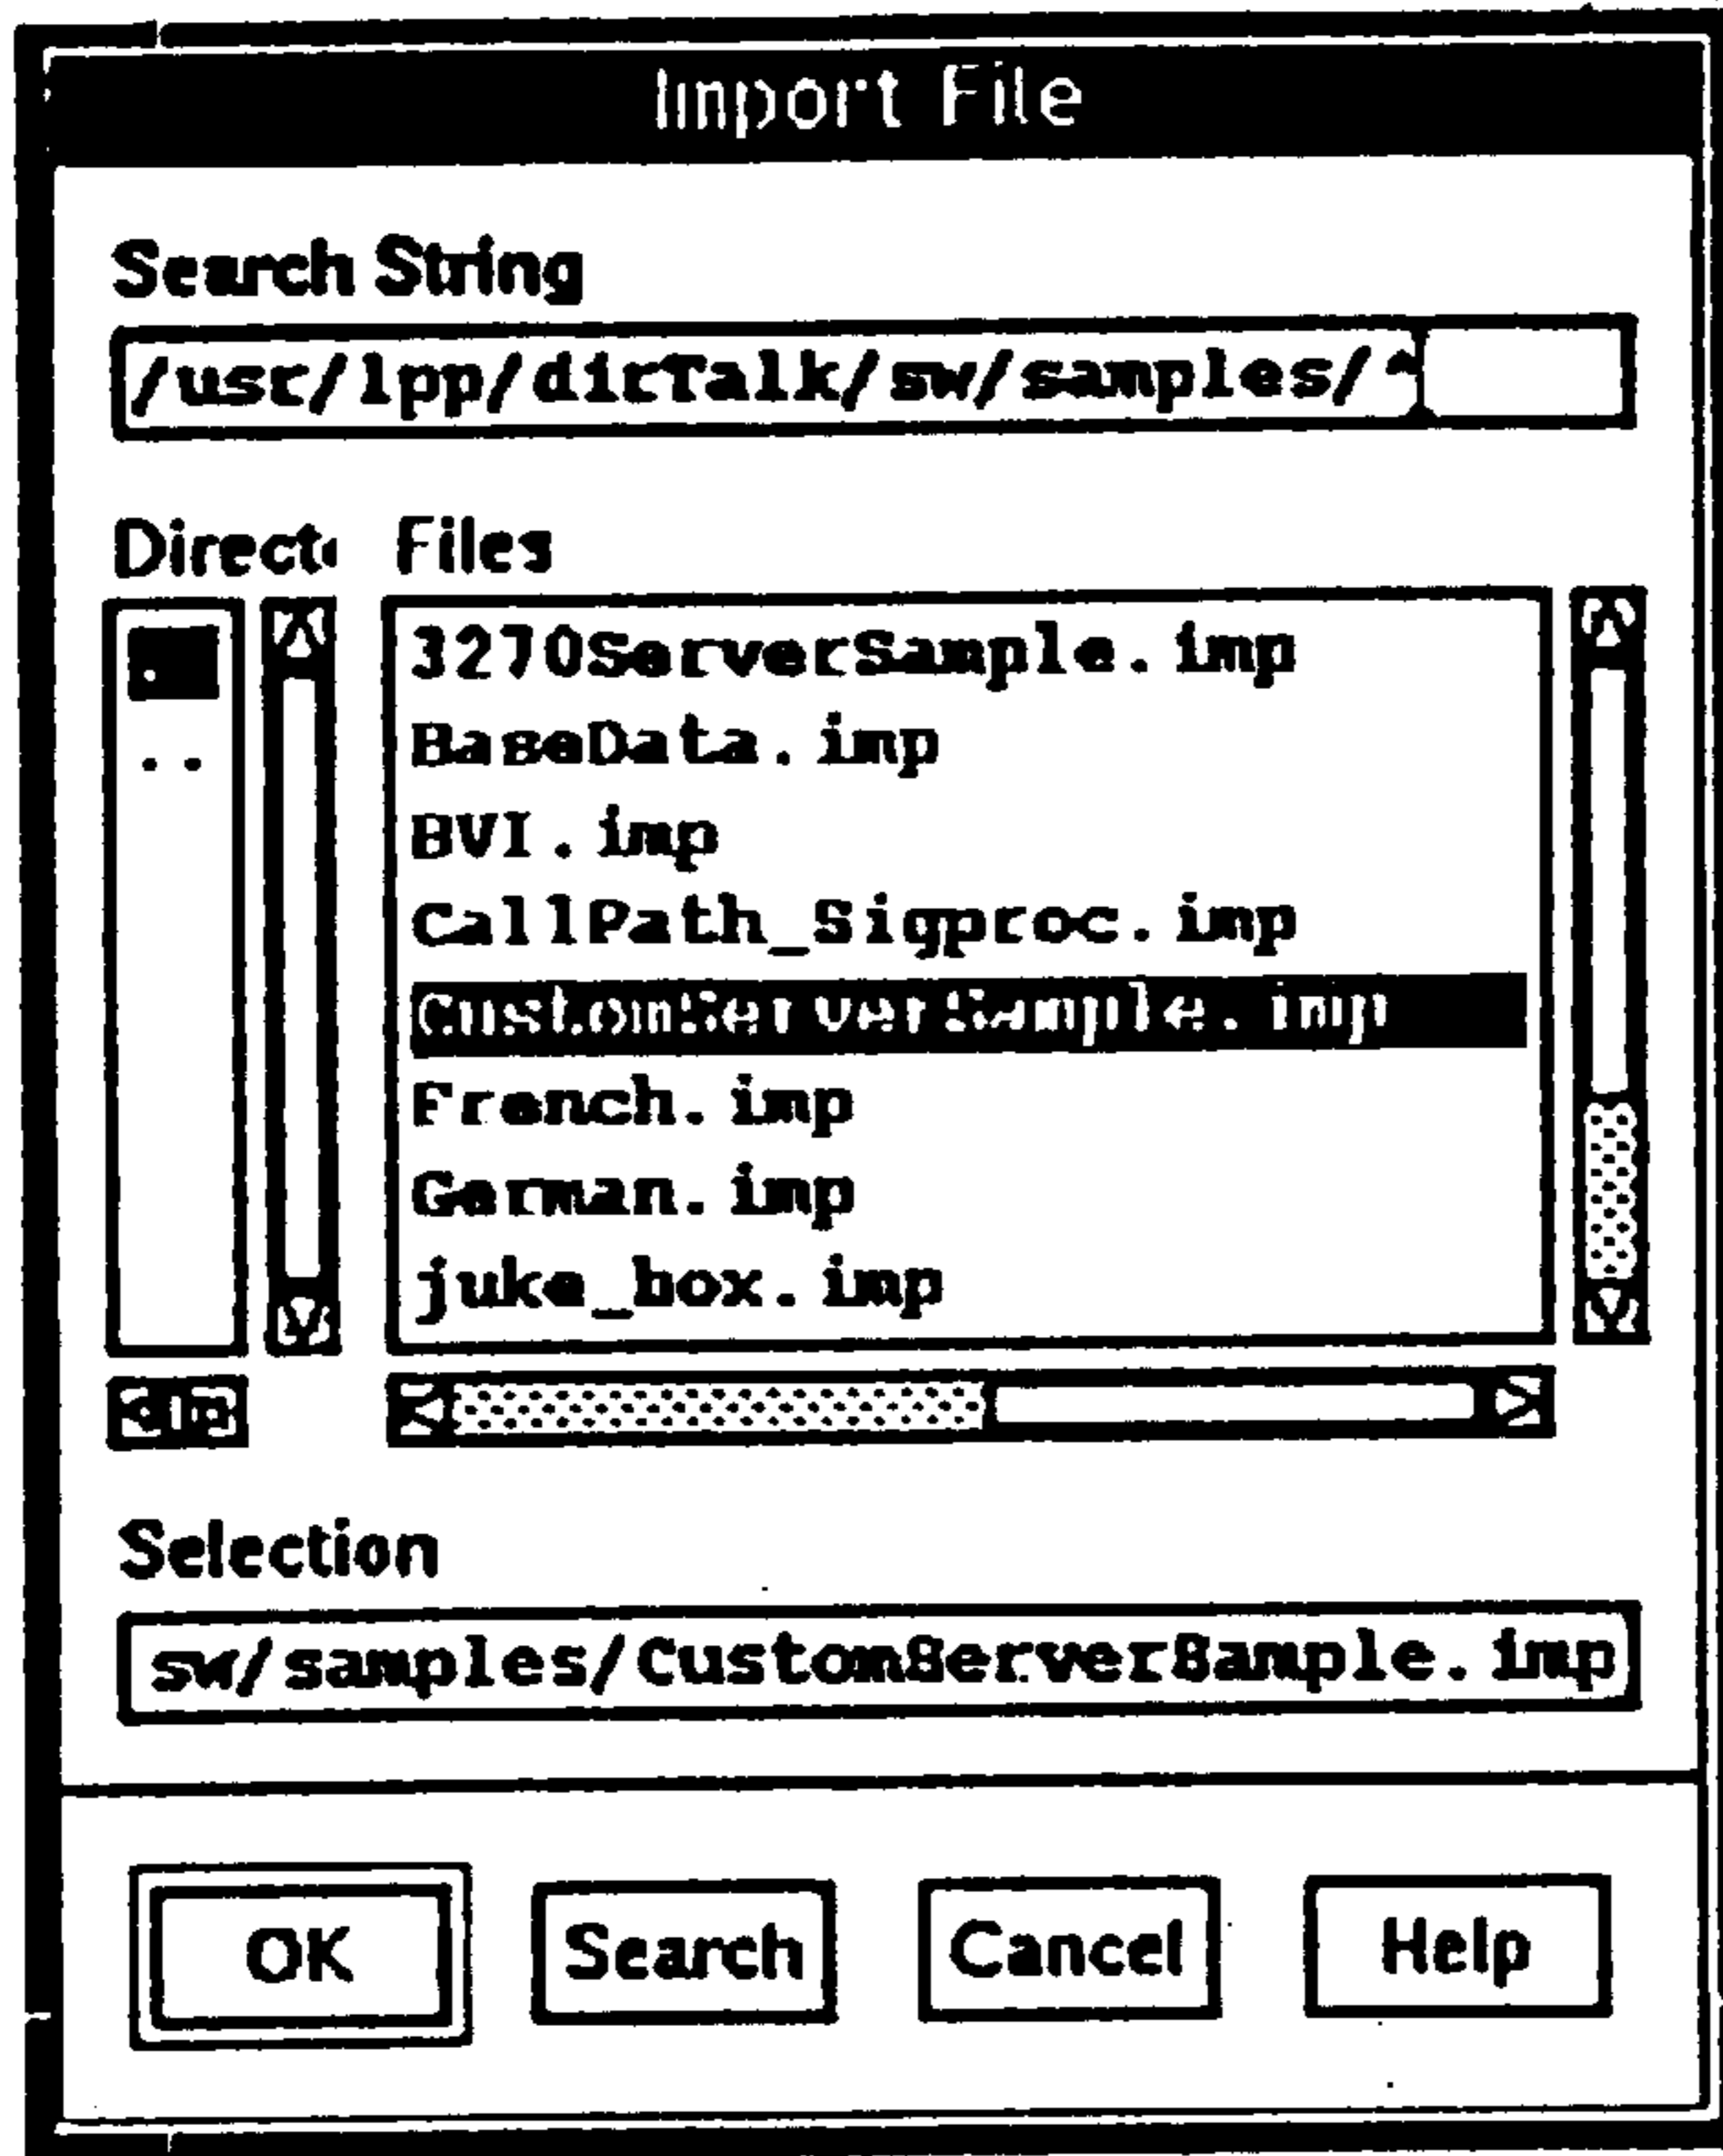 Import File
Search String
/usr/lpp/dirTalk/sw/samples/*
Directo Files
.
..
3270ServerSample.imp
BaseData.imp
BVI.imp
CallPath_Sigproc.imp
CustomServerSample.imp
French.imp
German.imp
juke_box.imp
Selection
sw/samples/CustomServerSample.imp
OK Search Cancel Help